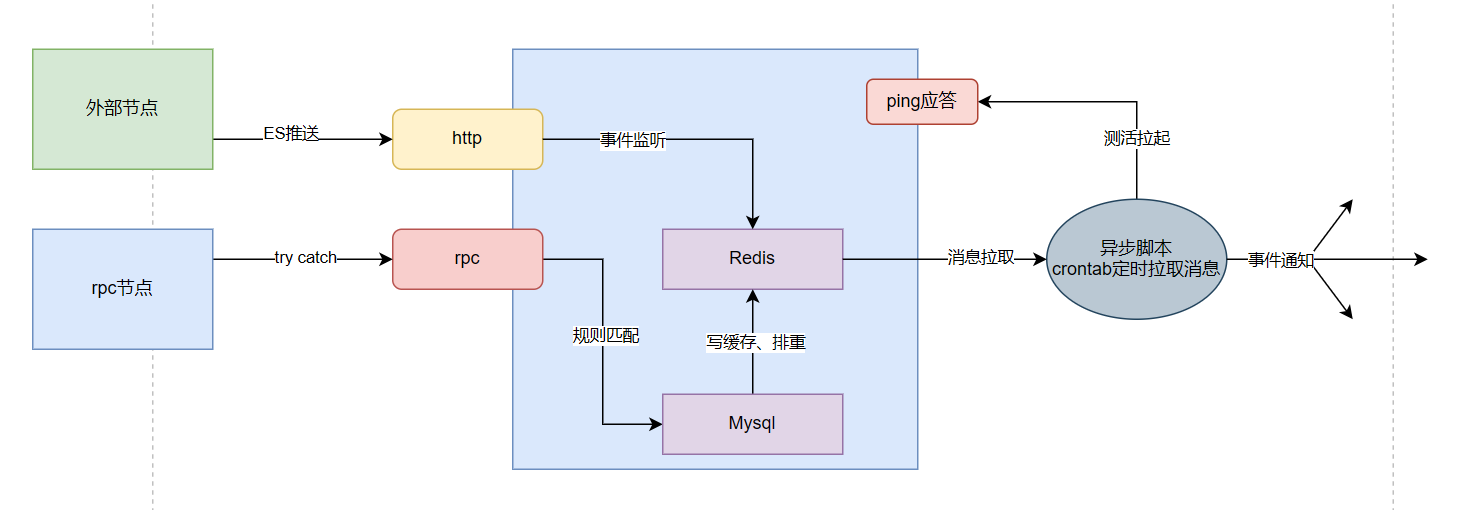 外部节点
ES推送
http
事件监听
ping应答
测活拉起
rpc节点
try catch
rpc
规则匹配
Redis
写缓存、排重
Mysql
消息拉取
异步脚本
crontab定时拉取消息
事件通知